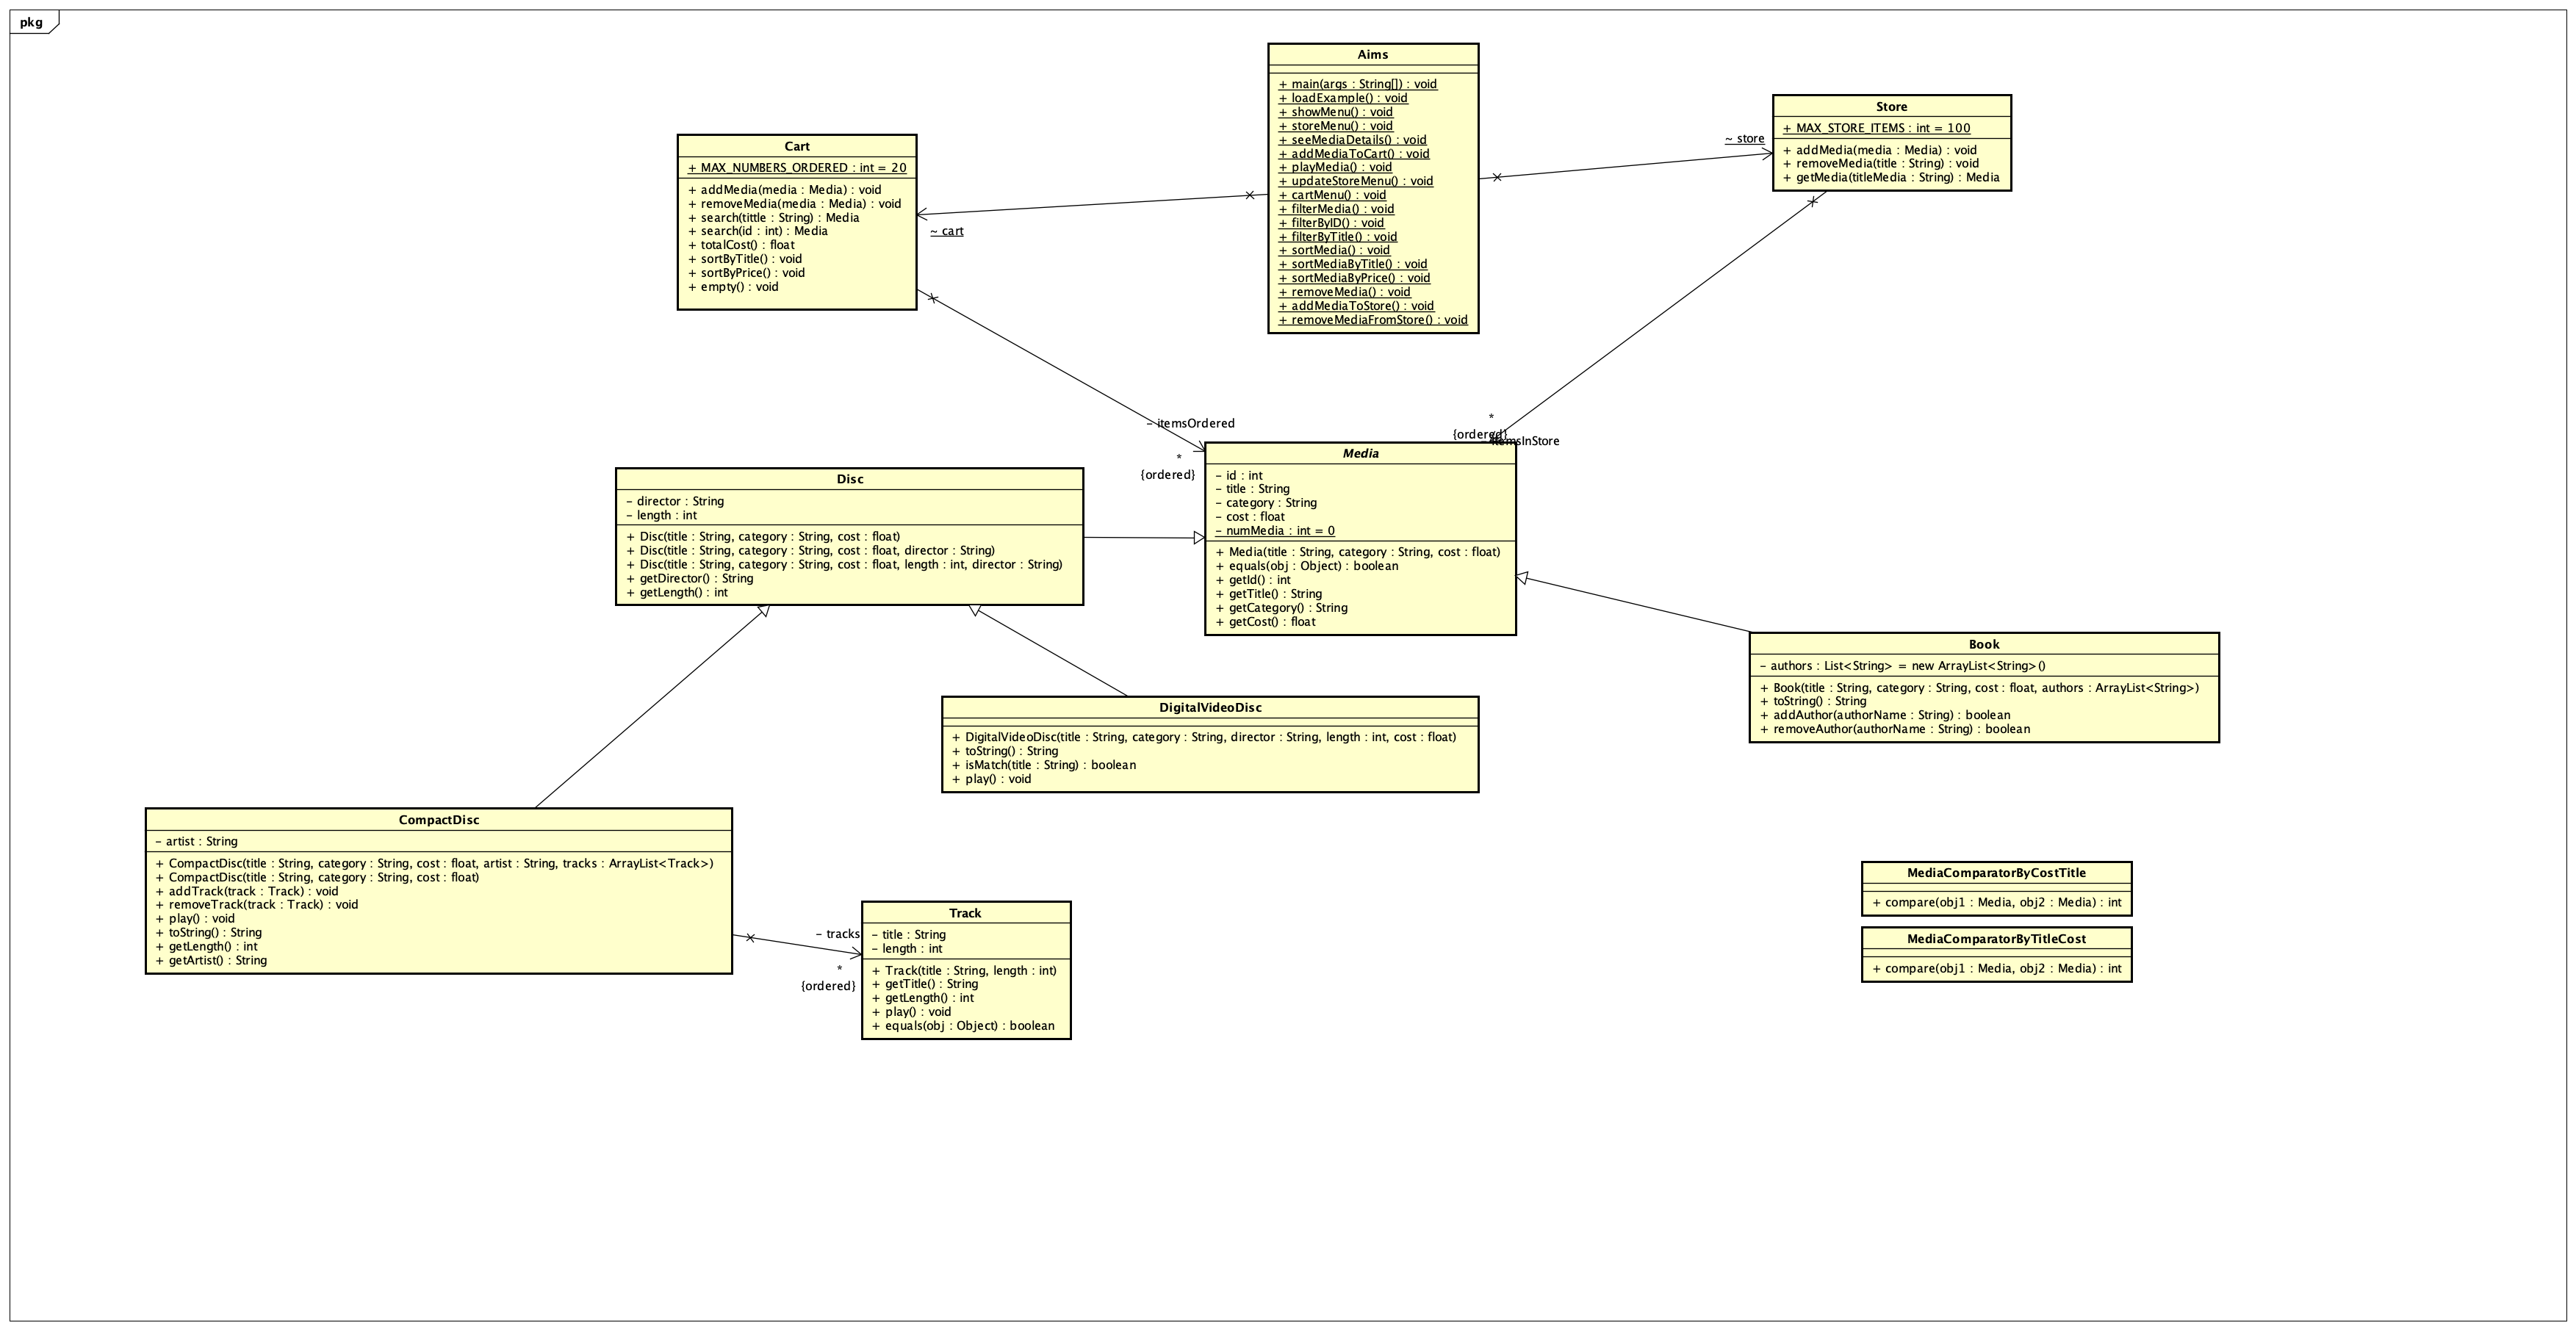 pkg
Aims
+ main(args : String[]) : void
+ loadExample() : void
+ showMenu() : void
+ storeMenu() : void
+ seeMediaDetails() : void
+ addMediaToCart() : void
+ playMedia() : void
+ updateStoreMenu() : void
+ cartMenu() : void
+ filterMedia() : void
+ filterByID() : void
+ filterByTitle() : void
+ sortMedia() : void
+ sortMediaByTitle() : void
+ sortMediaByPrice() : void
+ removeMedia() : void
+ addMediaToStore() : void
+ removeMediaFromStore() : void
Store
+ MAX_STORE_ITEMS : int = 100
+ addMedia(media : Media) : void
+ removeMedia(title : String) : void
+ getMedia(titleMedia : String) : Media
~ store
Cart
+ MAX_NUMBERS_ORDERED : int = 20
+ addMedia(media : Media) : void
+ removeMedia(media : Media) : void
+ search(tittle : String) : Media
+ search(id : int) : Media
+ totalCost() : float
+ sortByTitle() : void
+ sortByPrice() : void
+ empty() : void
~ cart
- itemsOrdered
*
{ordered}
*
{ordered}
- itemsInStore
Media
- id : int
- title : String
- category : String
- cost : float
- numMedia : int = 0
+ Media(title : String, category : String, cost : float)
+ equals(obj : Object) : boolean
+ getId() : int
+ getTitle() : String
+ getCategory() : String
+ getCost() : float
Disc
- director : String
- length : int
+ Disc(title : String, category : String, cost : float)
+ Disc(title : String, category : String, cost : float, director : String)
+ Disc(title : String, category : String, cost : float, length : int, director : String)
+ getDirector() : String
+ getLength() : int
Book
- authors : List<String> = new ArrayList<String>()
+ Book(title : String, category : String, cost : float, authors : ArrayList<String>)
+ toString() : String
+ addAuthor(authorName : String) : boolean
+ removeAuthor(authorName : String) : boolean
DigitalVideoDisc
+ DigitalVideoDisc(title : String, category : String, director : String, length : int, cost : float)
+ toString() : String
+ isMatch(title : String) : boolean
+ play() : void
CompactDisc
- artist : String
+ CompactDisc(title : String, category : String, cost : float, artist : String, tracks : ArrayList<Track>)
+ CompactDisc(title : String, category : String, cost : float)
+ addTrack(track : Track) : void
+ removeTrack(track : Track) : void
+ play() : void
+ toString() : String
+ getLength() : int
+ getArtist() : String
- tracks
*
{ordered}
Track
- title : String
- length : int
+ Track(title : String, length : int)
+ getTitle() : String
+ getLength() : int
+ play() : void
+ equals(obj : Object) : boolean
MediaComparatorByCostTitle
+ compare(obj1 : Media, obj2 : Media) : int
MediaComparatorByTitleCost
+ compare(obj1 : Media, obj2 : Media) : int